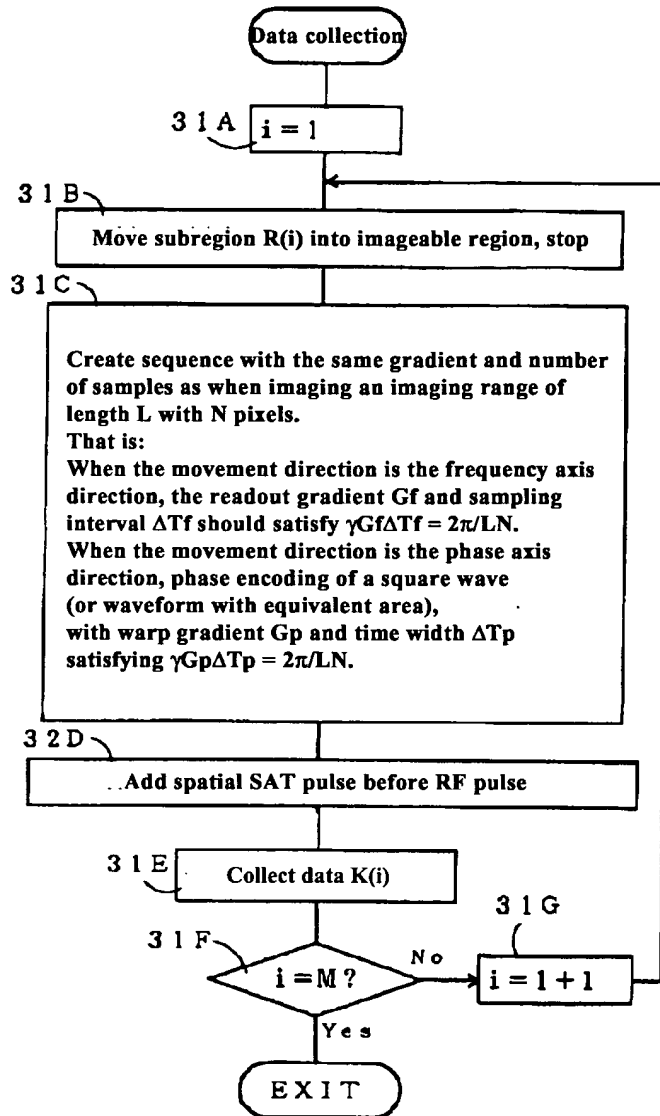 Data collection
31A
i = 1
31B
Move subregion R(i) into imageable region, stop
31C
Create sequence with the same gradient and number
of samples as when imaging an imaging range of
length L with N pixels.
That is:
When the movement direction is the frequency axis
direction, the readout gradient Gf and sampling
interval ΔTf should satisfy γGfΔTf = 2π/LN.
When the movement direction is the phase axis
direction, phase encoding of a square wave
(or waveform with equivalent area),
with warp gradient Gp and time width ΔTp
satisfying γGpΔTp = 2π/LN.
32D
Add spatial SAT pulse before RF pulse
31E
Collect data K(i)
31F
i = M ?
No
31G
i = 1 + 1
Yes
EXIT